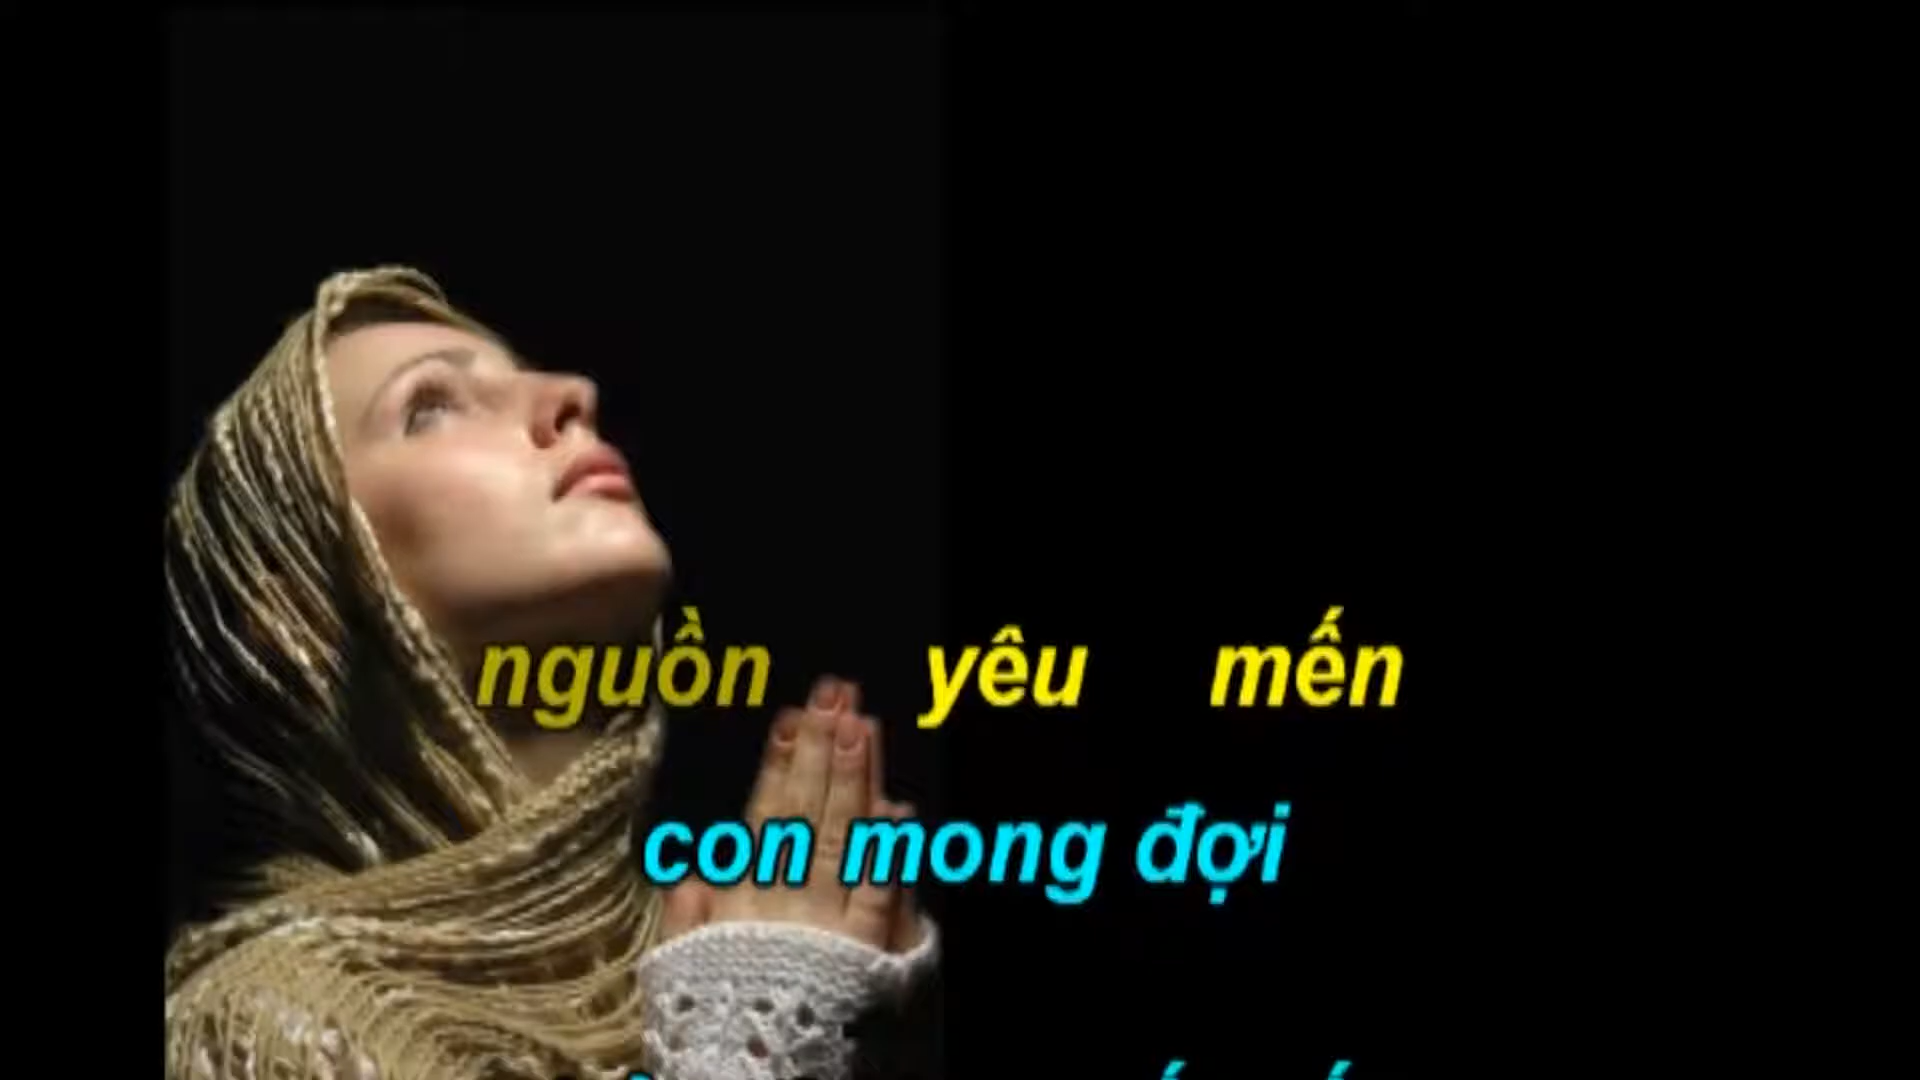 nguồn yêu mến
con mong đợi